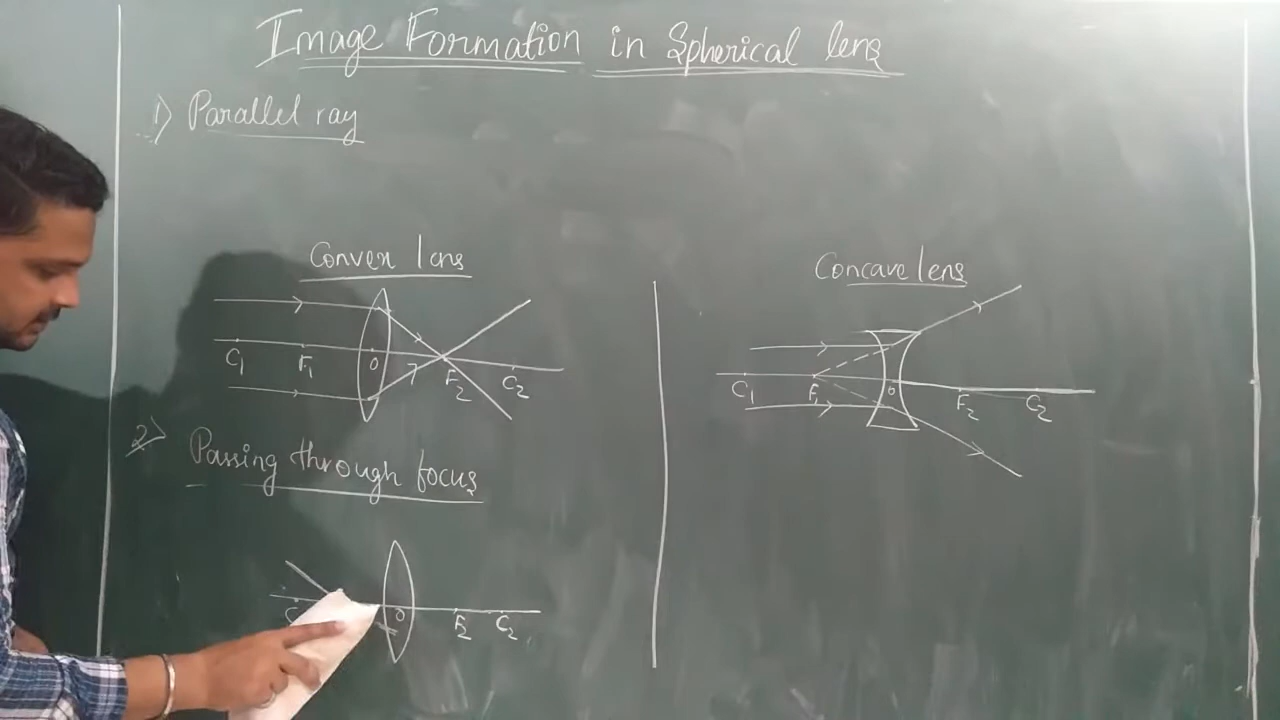 Image Formation in Spherical lens
1) Parallel ray
Convex lens
C1 F1 O F2 C2
Concave lens
C1 F1 O F2 C2
2) Passing through focus
C O F2 C2